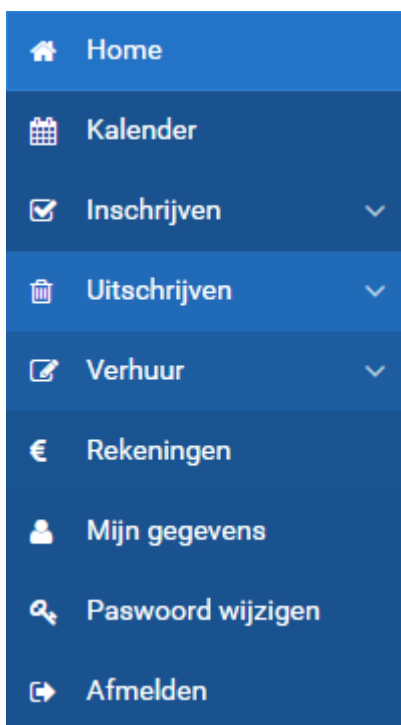 Home
Kalender
Inschrijven
Uitschrijven
Verhuur
€ Rekeningen
Mijn gegevens
Paswoord wijzigen
Afmelden